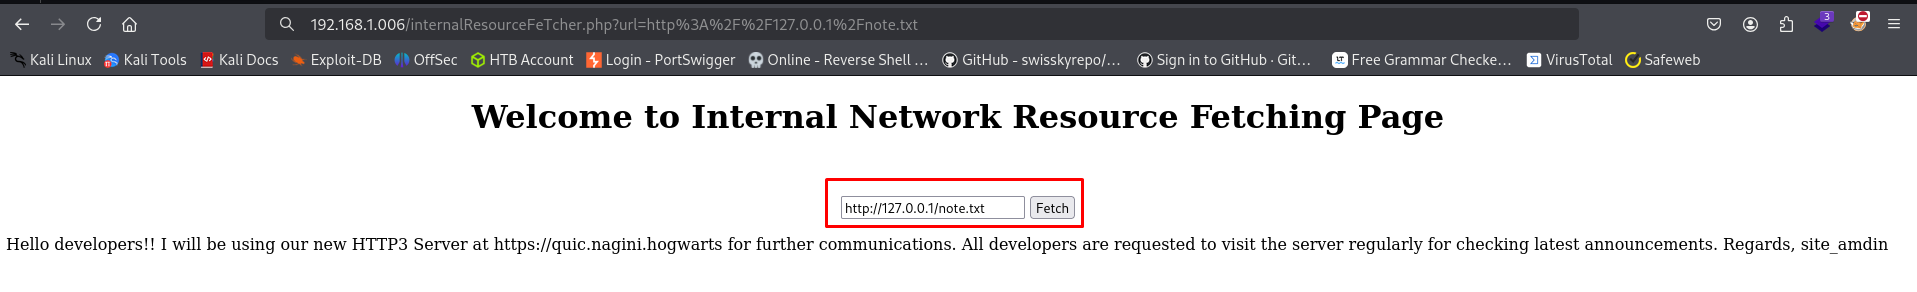 192.168.1.006/internalResourceFeTcher.php?url=http%3A%2F%2F127.0.0.1%2Fnote.txt
3
Kali Linux Kali Tools Kali Docs Exploit-DB OffSec HTB Account Login - PortSwigger Online - Reverse Shell ... GitHub - swisskyrepo/... Sign in to GitHub · Git... LT Free Grammar Checke... VirusTotal Safeweb
Welcome to Internal Network Resource Fetching Page
http://127.0.0.1/note.txt Fetch
Hello developers!! I will be using our new HTTP3 Server at https://quic.nagini.hogwarts for further communications. All developers are requested to visit the server regularly for checking latest announcements. Regards, site_amdin